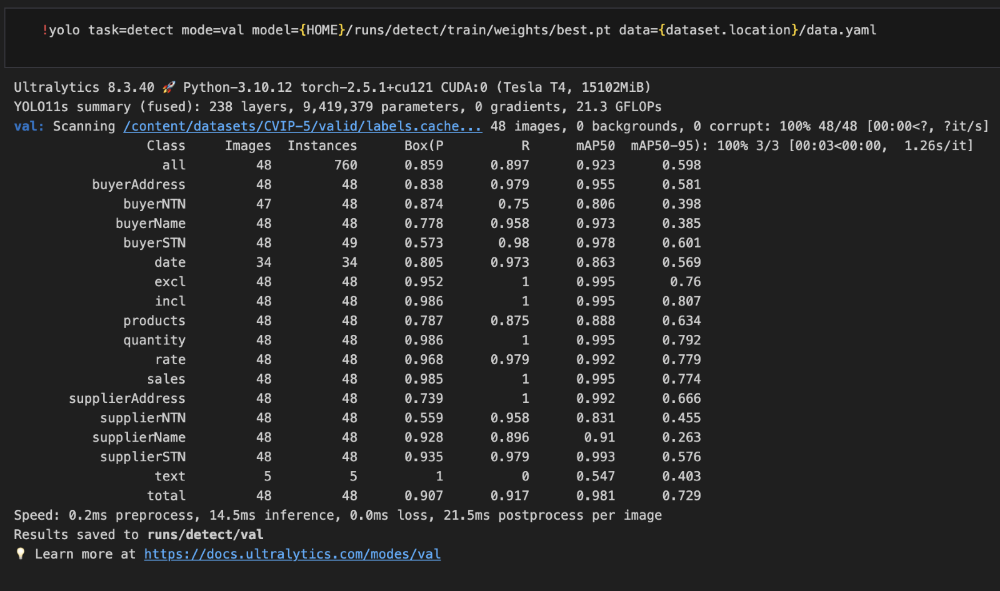 !yolo task=detect mode=val model={HOME}/runs/detect/train/weights/best.pt data={dataset.location}/data.yaml
Ultralytics 8.3.40 🚀 Python-3.10.12 torch-2.5.1+cu121 CUDA:0 (Tesla T4, 15102MiB)
YOLO11s summary (fused): 238 layers, 9,419,379 parameters, 0 gradients, 21.3 GFLOPs
val: Scanning /content/datasets/CVIP-5/valid/labels.cache... 48 images, 0 backgrounds, 0 corrupt: 100% 48/48 [00:00<?, ?it/s]
Class Images Instances Box(P R mAP50 mAP50-95): 100% 3/3 [00:03<00:00, 1.26s/it]
all 48 760 0.859 0.897 0.923 0.598
buyerAddress 48 48 0.838 0.979 0.955 0.581
buyerNTN 47 48 0.874 0.75 0.806 0.398
buyerName 48 48 0.778 0.958 0.973 0.385
buyerSTN 48 49 0.573 0.98 0.978 0.601
date 34 34 0.805 0.973 0.863 0.569
excl 48 48 0.952 1 0.995 0.76
incl 48 48 0.986 1 0.995 0.807
products 48 48 0.787 0.875 0.888 0.634
quantity 48 48 0.986 1 0.995 0.792
rate 48 48 0.968 0.979 0.992 0.779
sales 48 48 0.985 1 0.995 0.774
supplierAddress 48 48 0.739 1 0.992 0.666
supplierNTN 48 48 0.559 0.958 0.831 0.455
supplierName 48 48 0.928 0.896 0.91 0.263
supplierSTN 48 48 0.935 0.979 0.993 0.576
text 5 5 1 0 0.547 0.403
total 48 48 0.907 0.917 0.981 0.729
Speed: 0.2ms preprocess, 14.5ms inference, 0.0ms loss, 21.5ms postprocess per image
Results saved to runs/detect/val
💡 Learn more at https://docs.ultralytics.com/modes/val